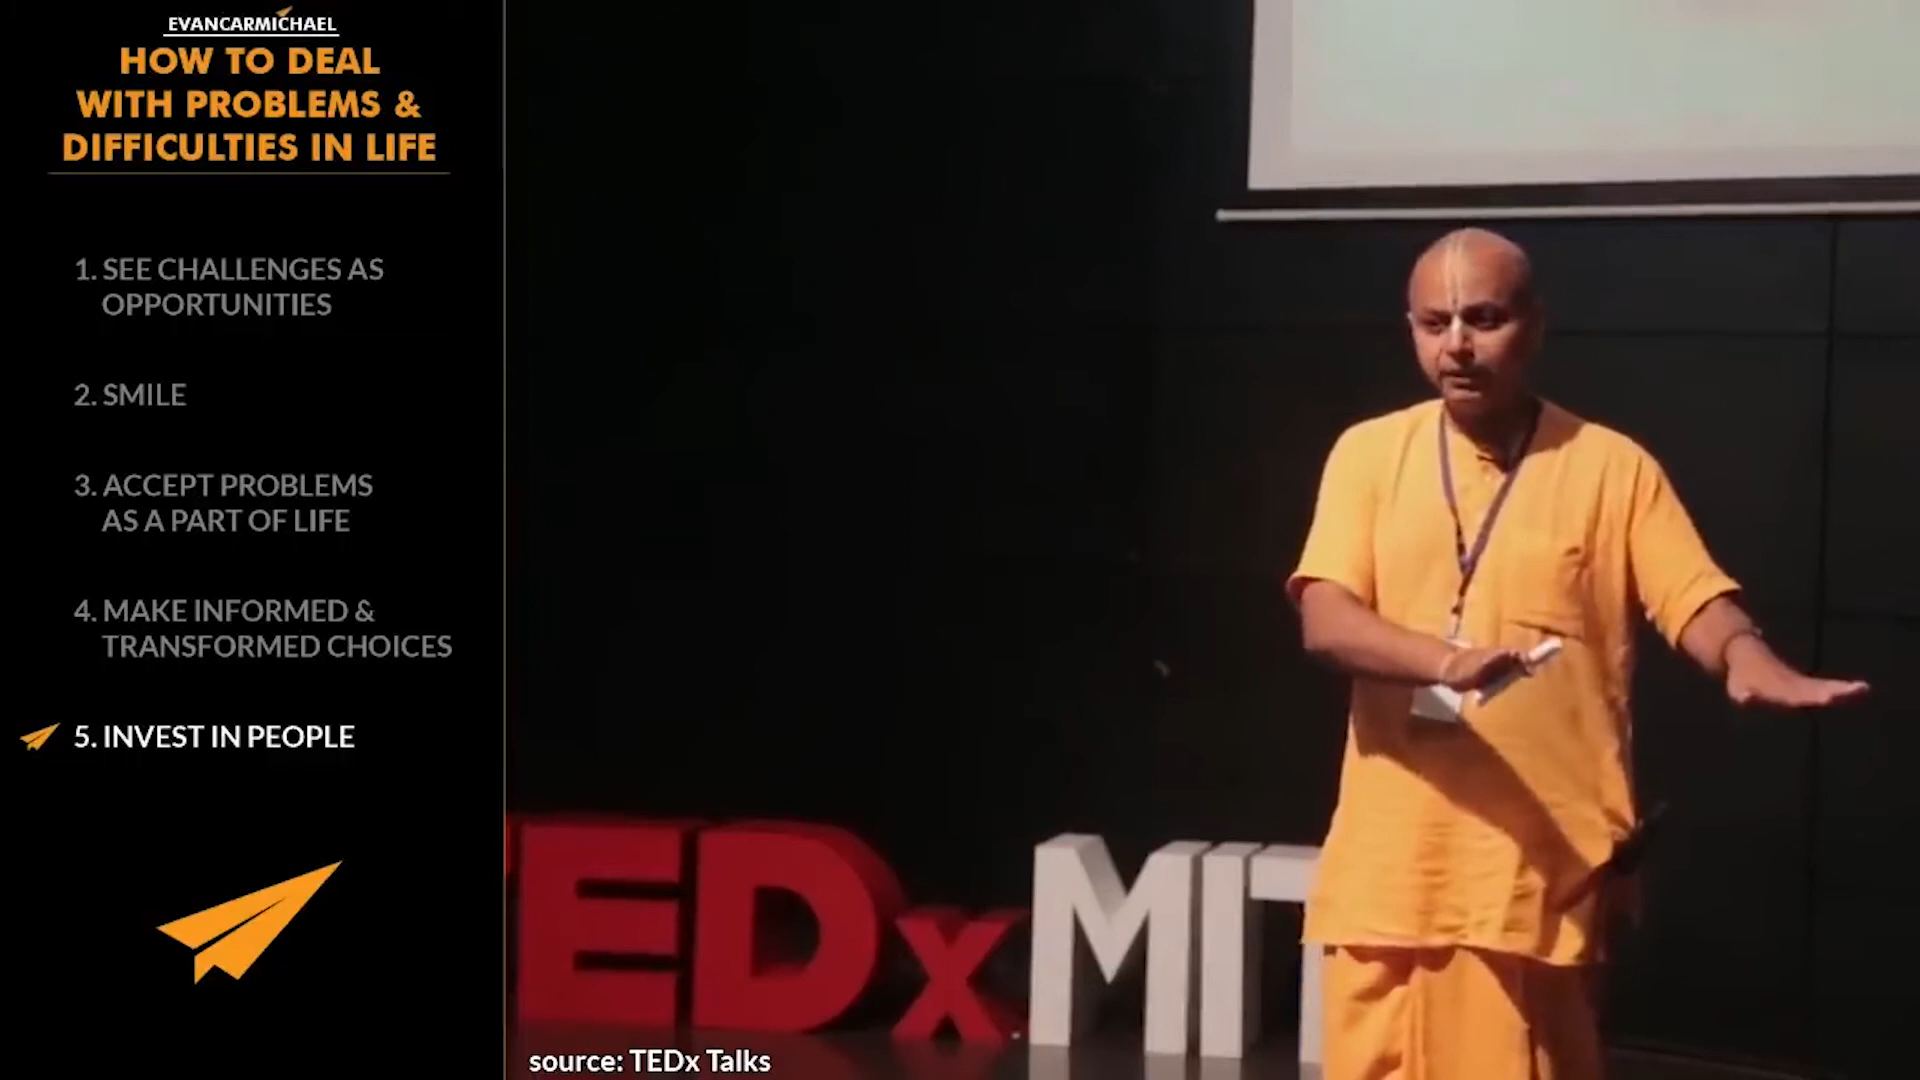 EVANCARMICHAEL
HOW TO DEAL
WITH PROBLEMS &
DIFFICULTIES IN LIFE
1. SEE CHALLENGES AS
OPPORTUNITIES
2. SMILE
3. ACCEPT PROBLEMS
AS A PART OF LIFE
4. MAKE INFORMED &
TRANSFORMED CHOICES
5. INVEST IN PEOPLE
TEDxMIT
source: TEDx Talks